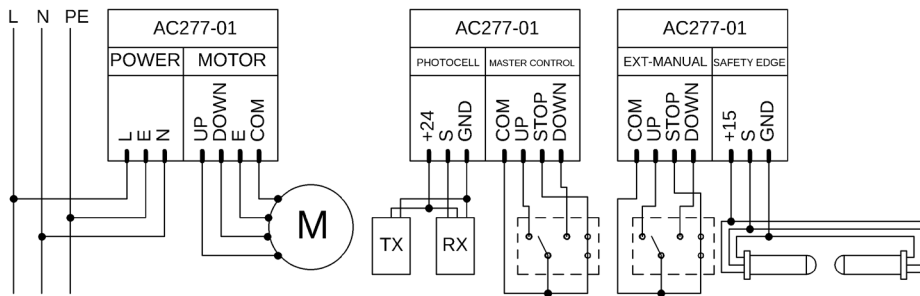 L N PE
AC277-01
POWER MOTOR
L
E
N
UP
DOWN
E
COM
M
AC277-01
PHOTOCELL MASTER CONTROL
+24
S
GND
COM
UP
STOP
DOWN
TX RX
AC277-01
EXT-MANUAL SAFETY EDGE
COM
UP
STOP
DOWN
+15
S
GND